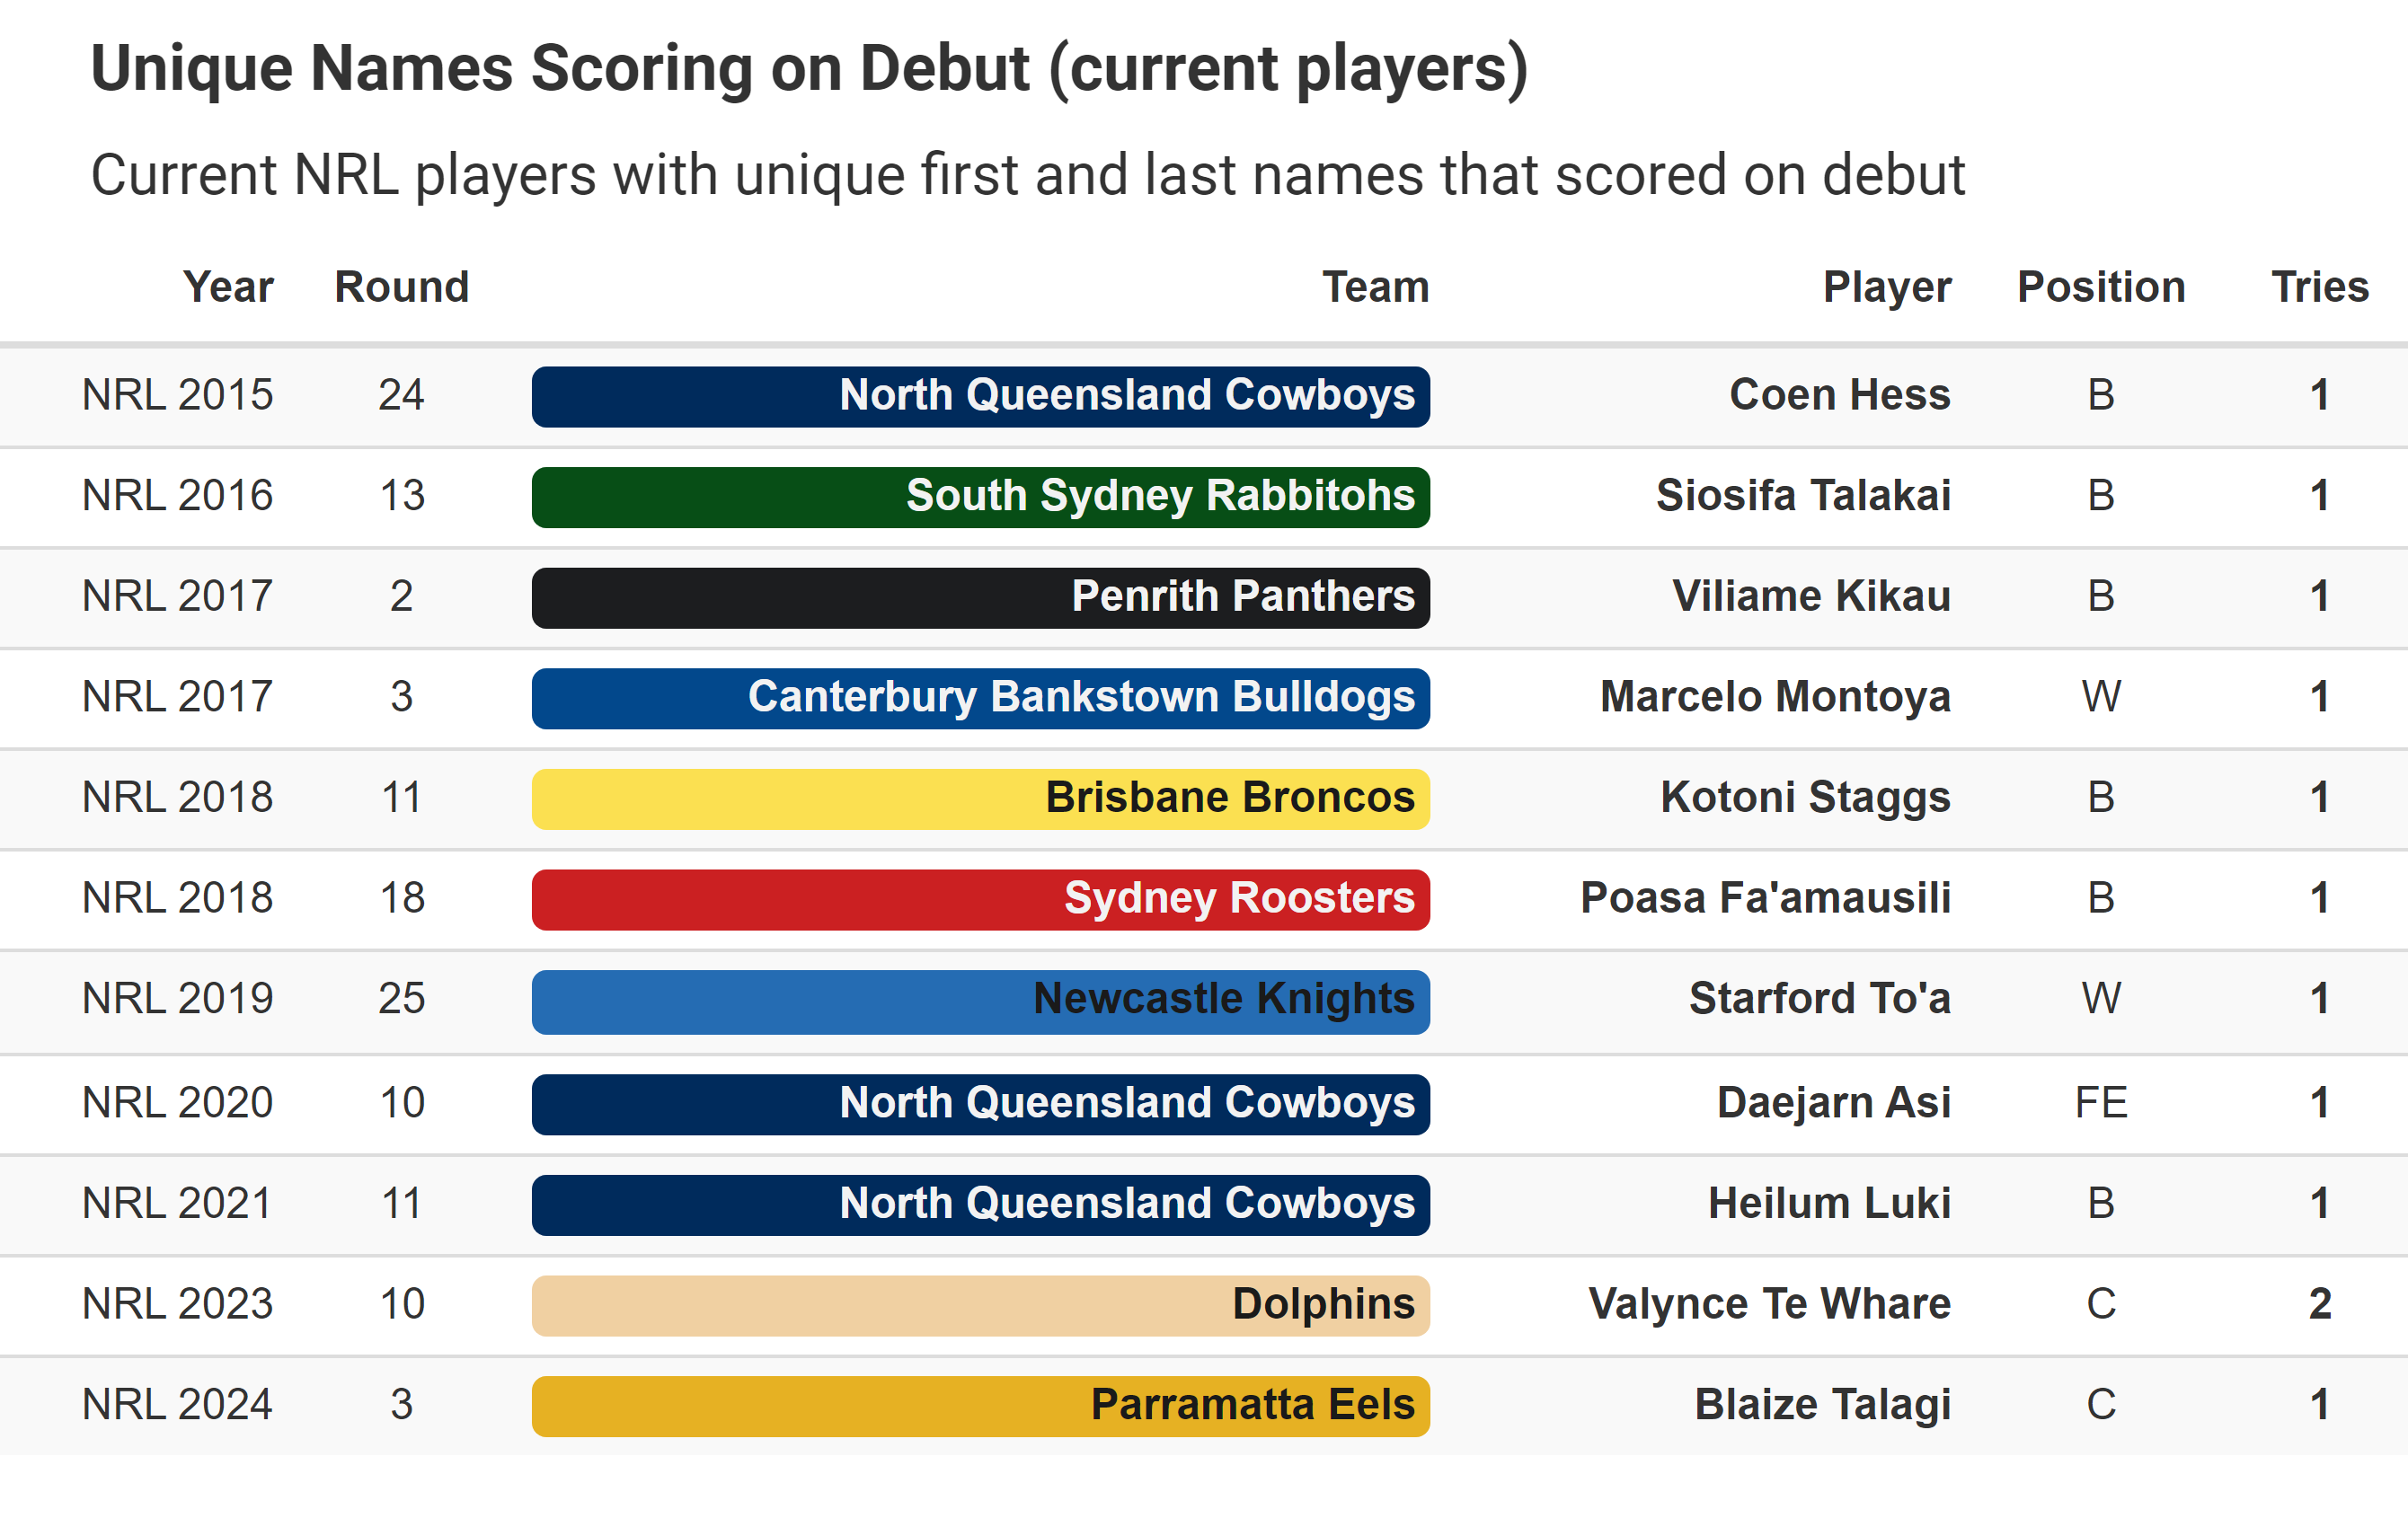 Unique Names Scoring on Debut (current players)
Current NRL players with unique first and last names that scored on debut
Year Round Team Player Position Tries
NRL 2015 24 North Queensland Cowboys Coen Hess B 1
NRL 2016 13 South Sydney Rabbitohs Siosifa Talakai B 1
NRL 2017 2 Penrith Panthers Viliame Kikau B 1
NRL 2017 3 Canterbury Bankstown Bulldogs Marcelo Montoya W 1
NRL 2018 11 Brisbane Broncos Kotoni Staggs B 1
NRL 2018 18 Sydney Roosters Poasa Fa'amausili B 1
NRL 2019 25 Newcastle Knights Starford To'a W 1
NRL 2020 10 North Queensland Cowboys Daejarn Asi FE 1
NRL 2021 11 North Queensland Cowboys Heilum Luki B 1
NRL 2023 10 Dolphins Valynce Te Whare C 2
NRL 2024 3 Parramatta Eels Blaize Talagi C 1